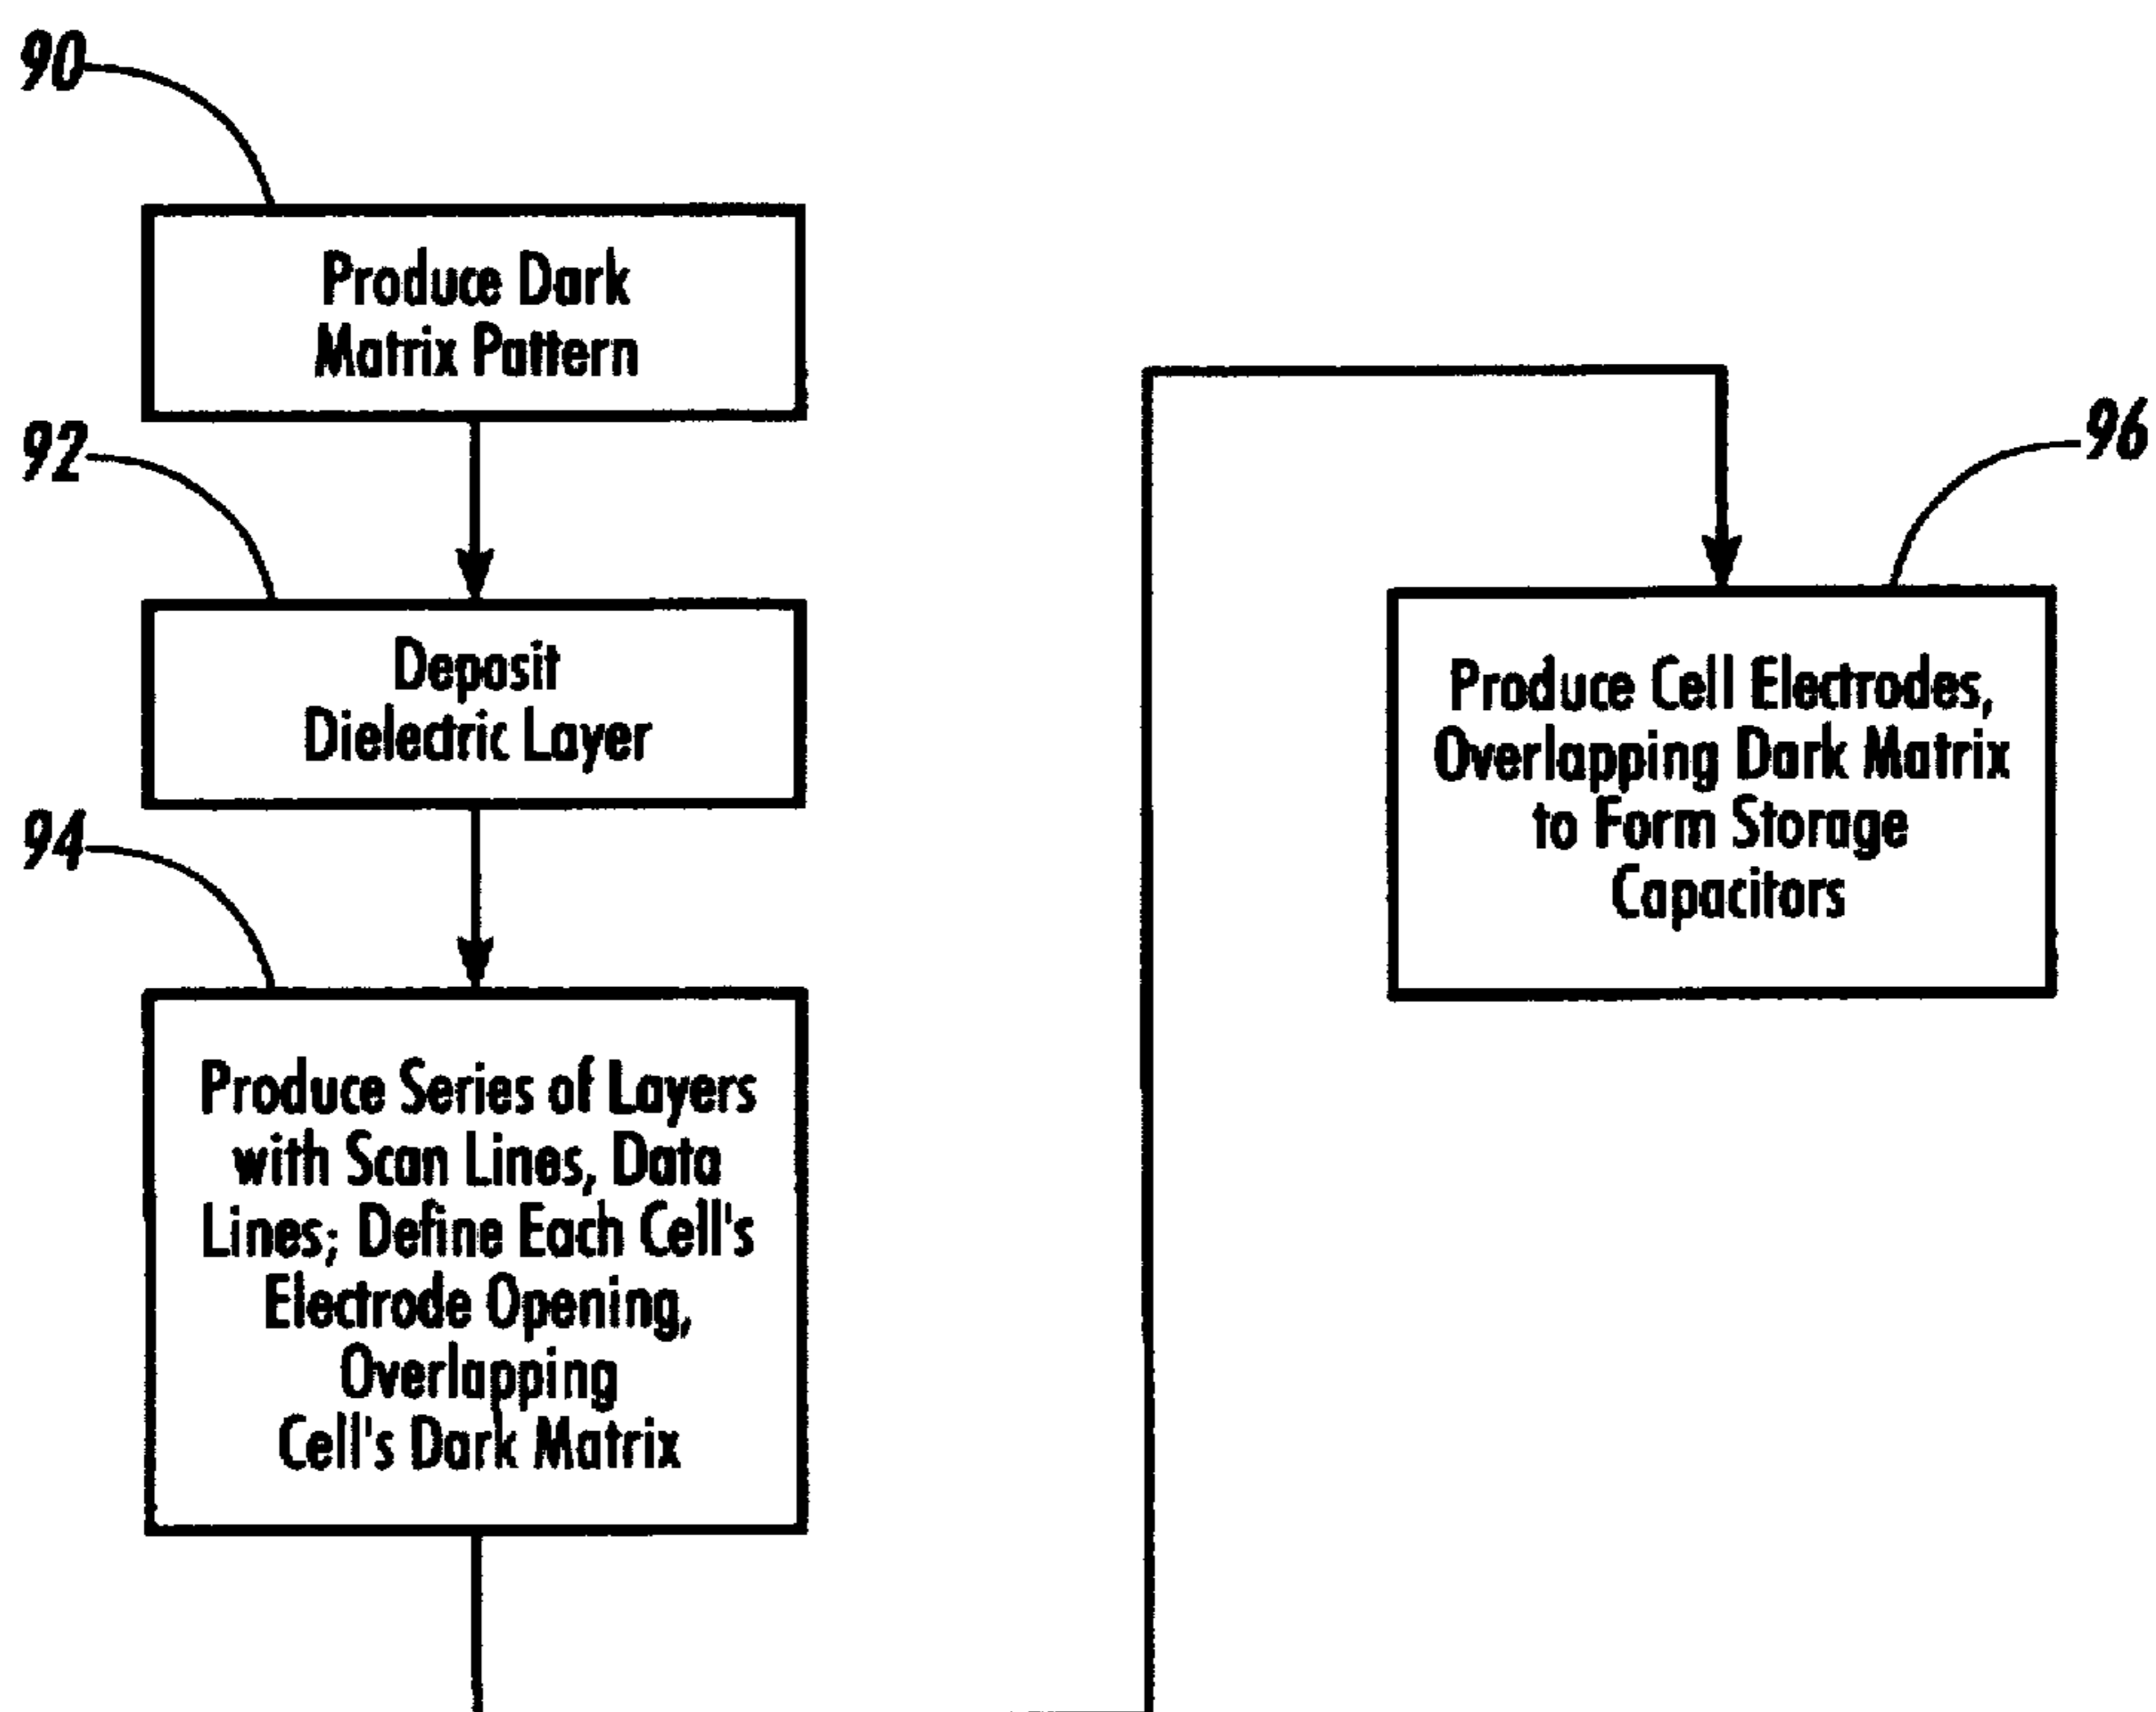 90
Produce Dark
Matrix Pattern
92
Deposit
Dielectric Layer
94
Produce Series of Layers
with Scan Lines, Data
Lines; Define Each Cell's
Electrode Opening,
Overlapping
Cell's Dark Matrix
96
Produce Cell Electrodes,
Overlapping Dark Matrix
to Form Storage
Capacitors